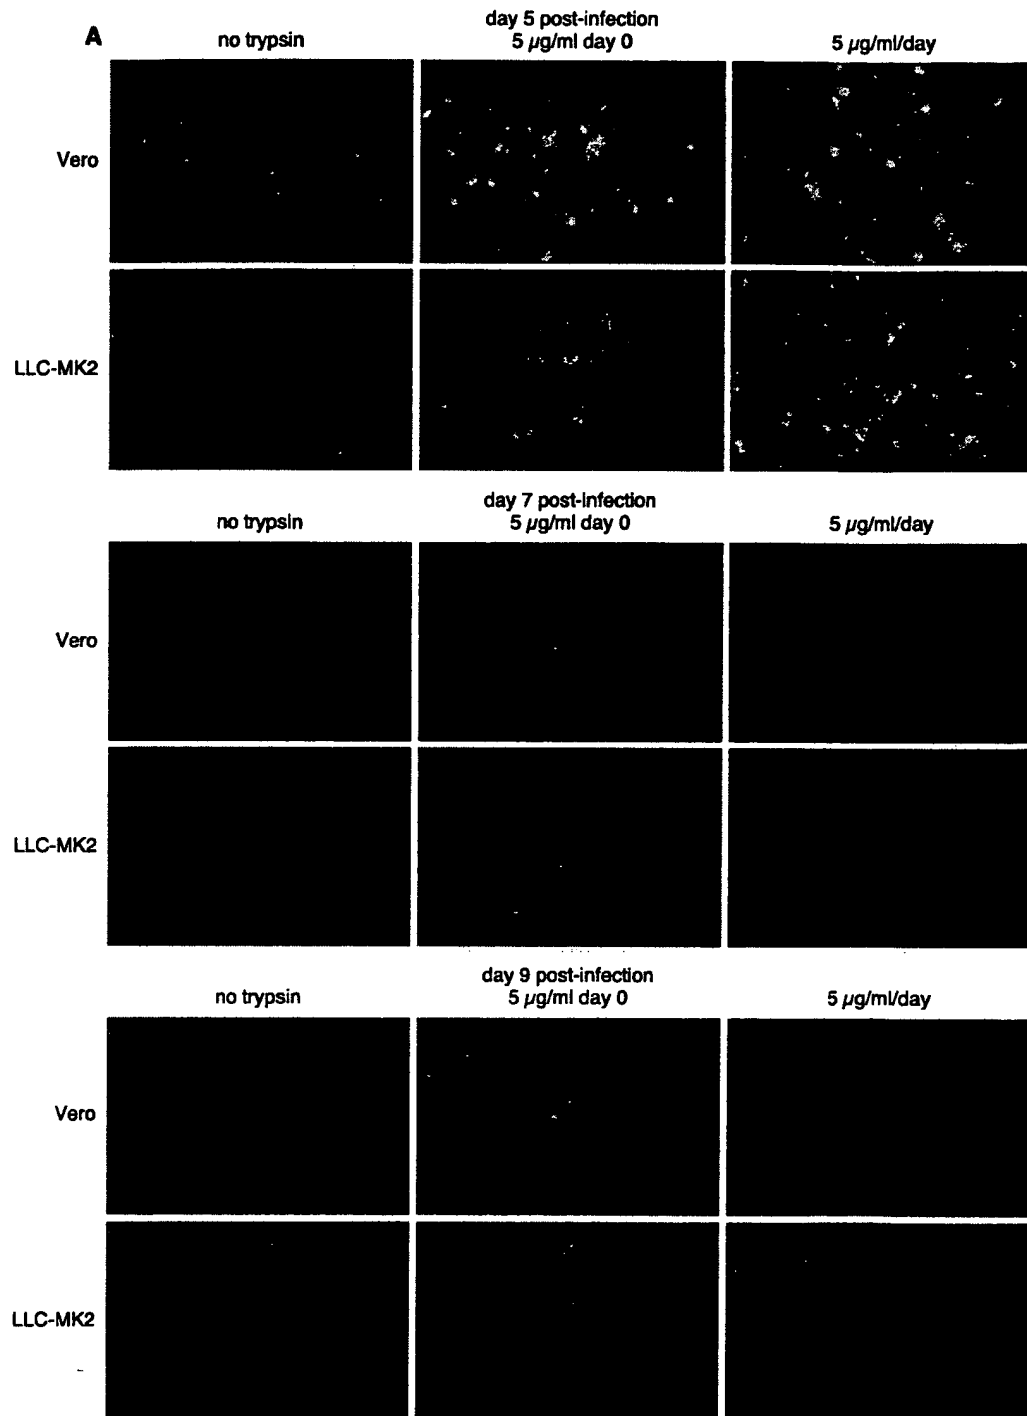 A
day 5 post-infection
no trypsin 5 µg/ml day 0 5 µg/ml/day
Vero
LLC-MK2
day 7 post-infection
no trypsin 5 µg/ml day 0 5 µg/ml/day
Vero
LLC-MK2
day 9 post-infection
no trypsin 5 µg/ml day 0 5 µg/ml/day
Vero
LLC-MK2